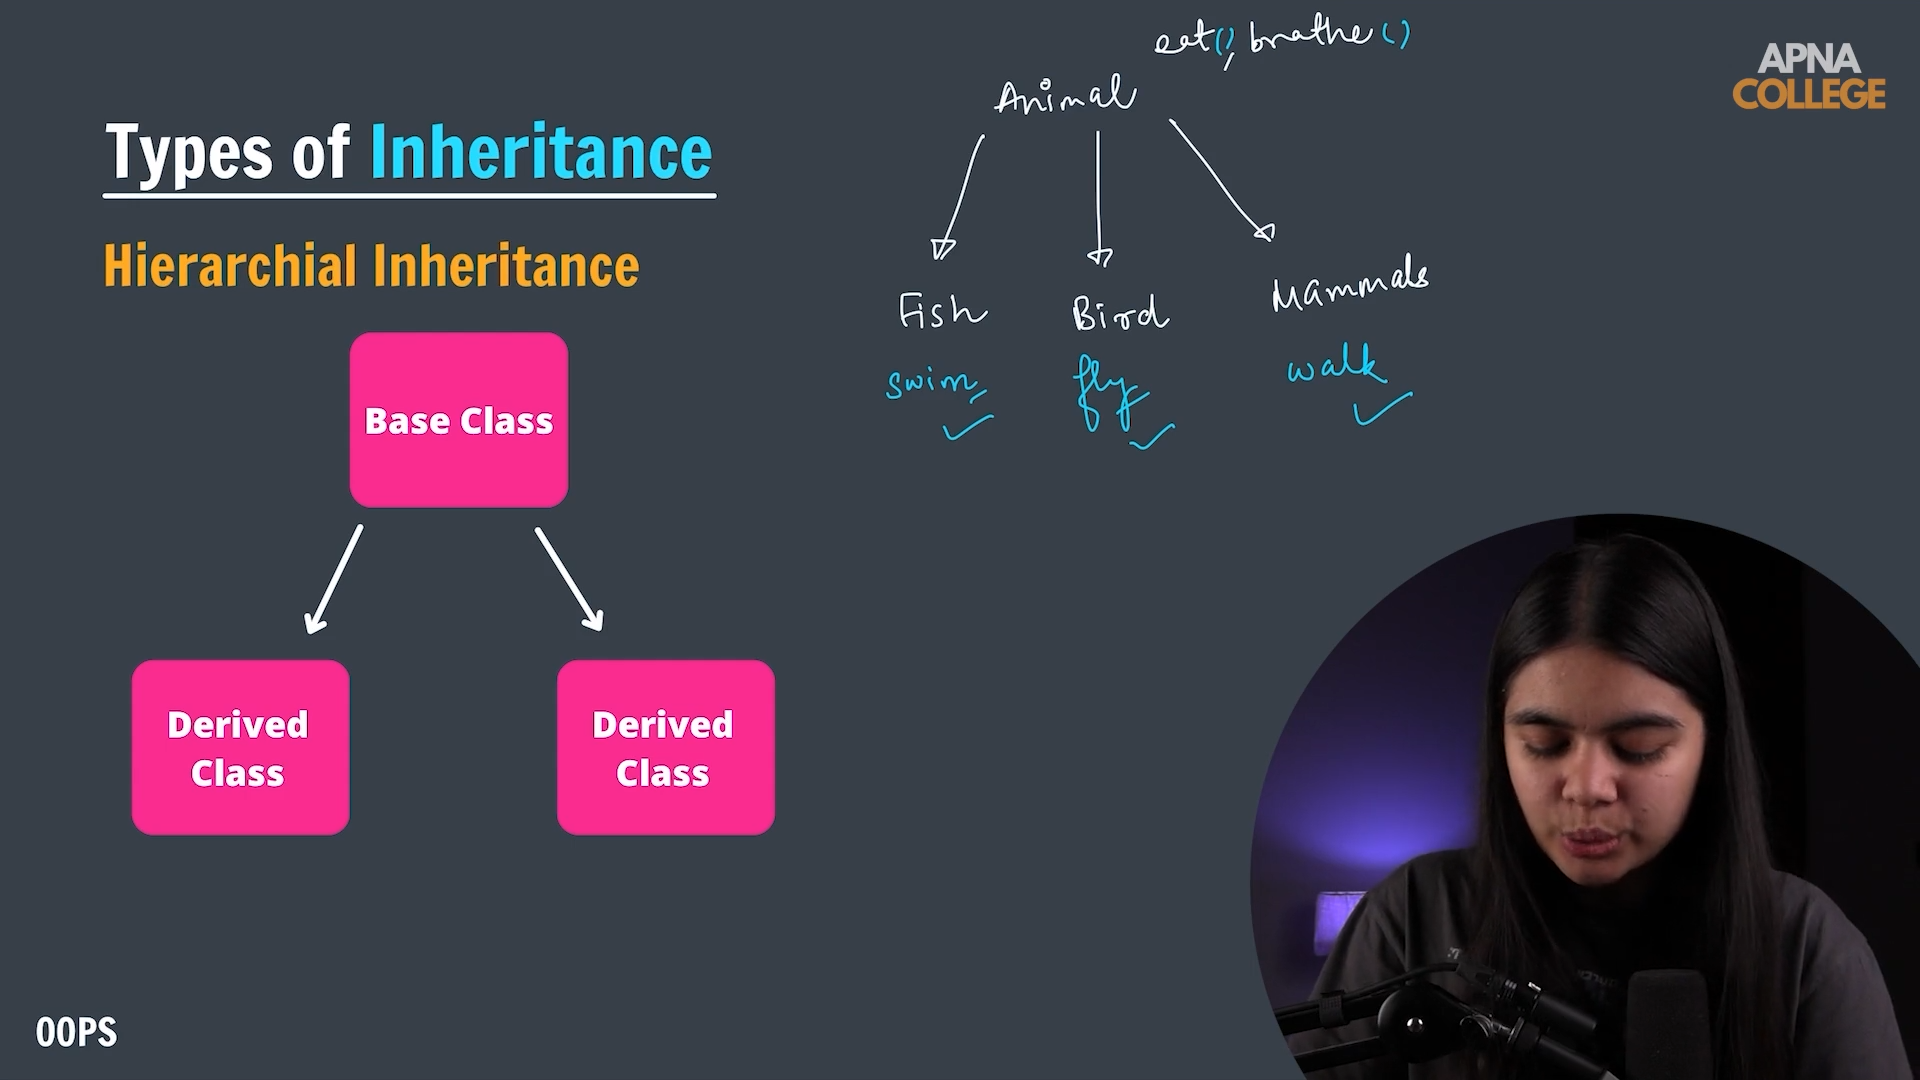 eat(), breathe()
APNA
COLLEGE
Animal
Types of Inheritance
Hierarchial Inheritance
Fish Bird Mammals
swim fly walk
Base Class
Derived
Class
Derived
Class
OOPS